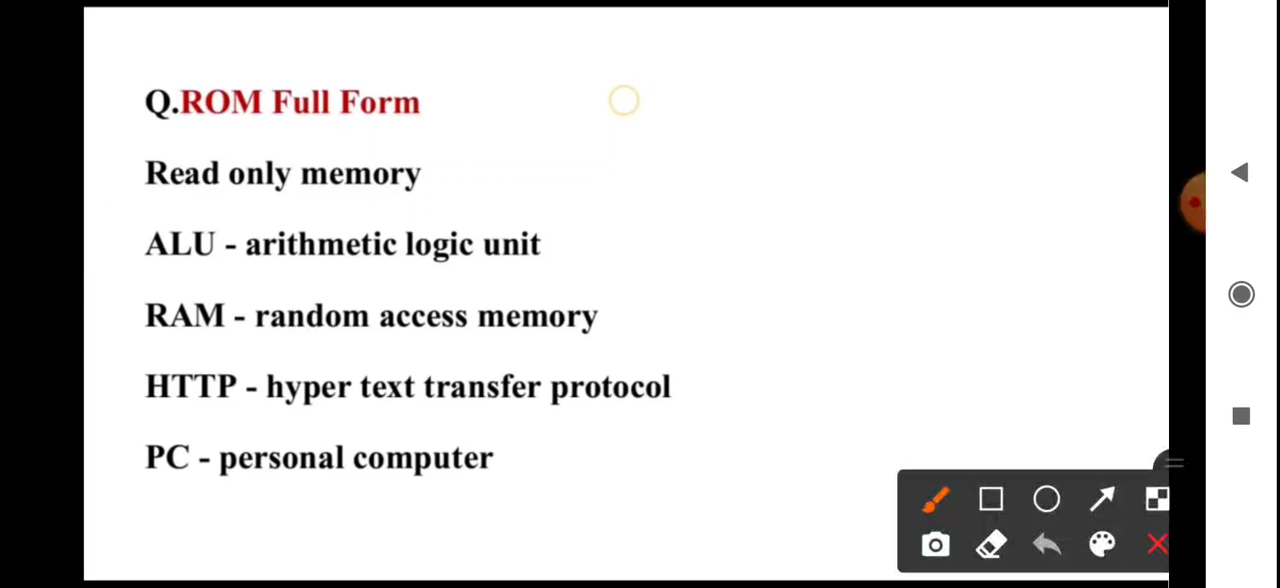 Q.ROM Full Form
Read only memory
ALU - arithmetic logic unit
RAM - random access memory
HTTP - hyper text transfer protocol
PC - personal computer